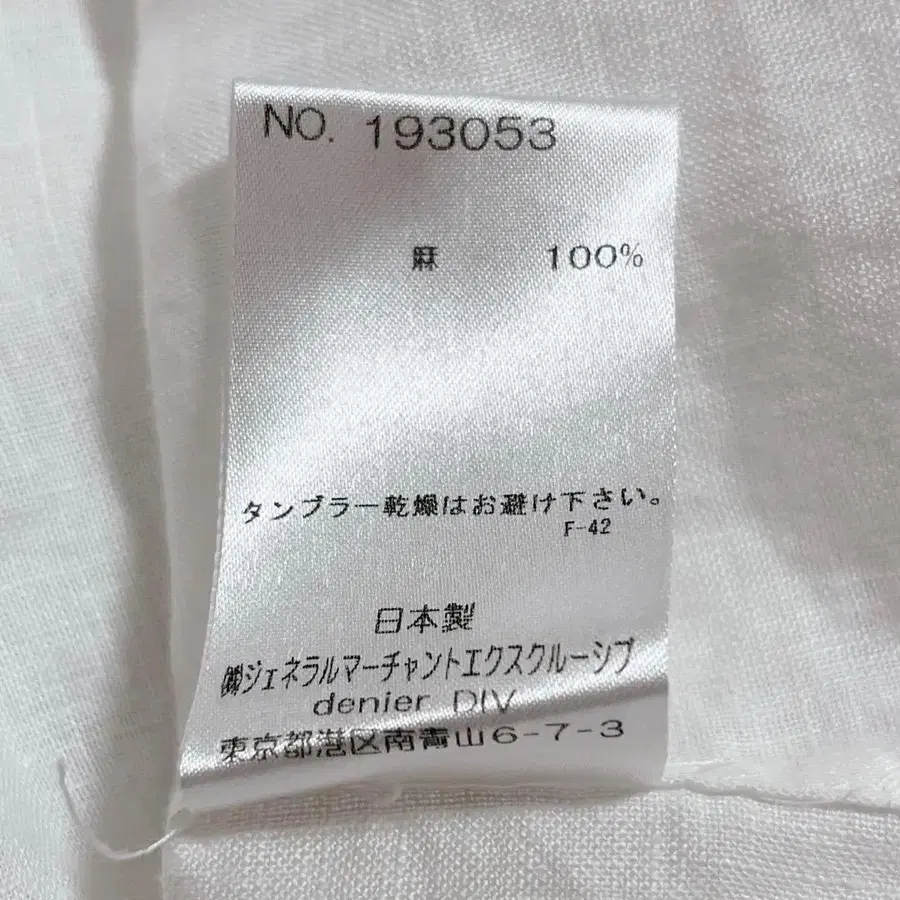 NO. 193053
麻 100%
タンブラー乾燥はお避け下さい。
F-42
日本製
㈱ジェネラルマーチャントエクスクルーシブ
denier DIV
東京都港区南青山6-7-3